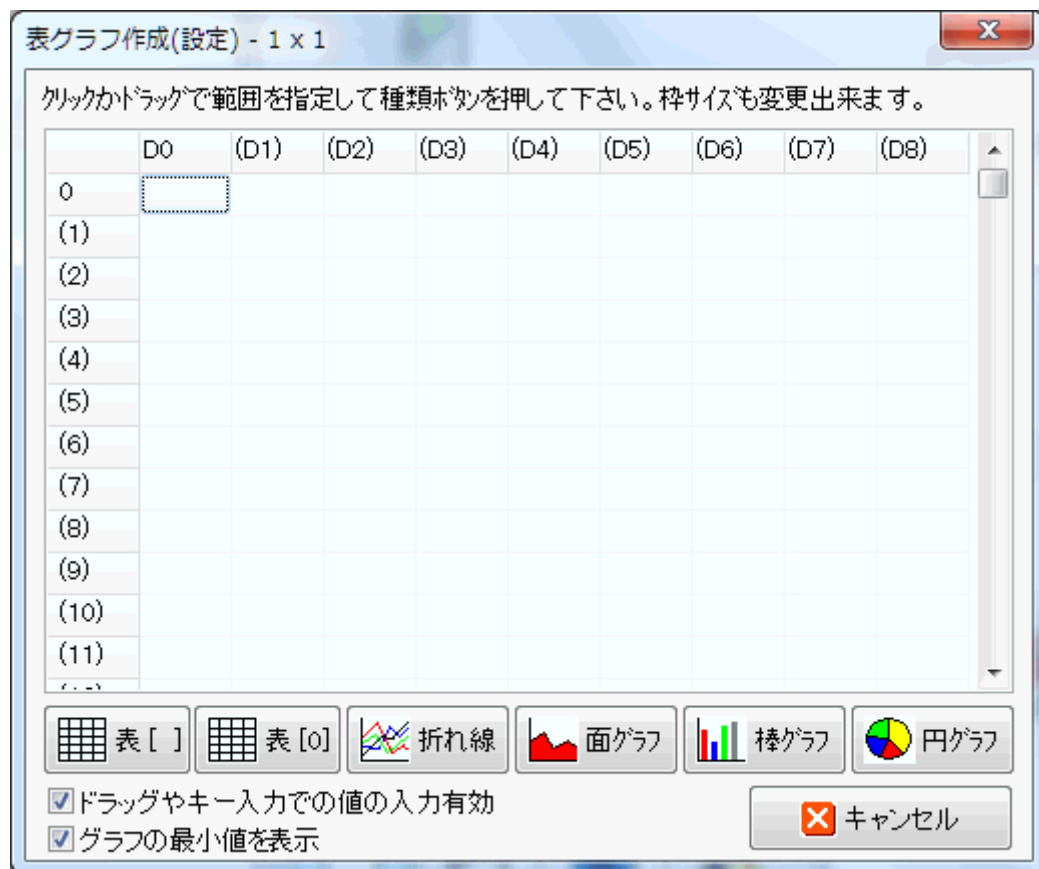 表グラフ作成(設定) - 1 x 1
クリックかドラッグで範囲を指定して種類ボタンを押して下さい。枠サイズも変更出来ます。
D0 (D1) (D2) (D3) (D4) (D5) (D6) (D7) (D8)
0
(1)
(2)
(3)
(4)
(5)
(6)
(7)
(8)
(9)
(10)
(11)
表[ ] 表[0] 折れ線 面グラフ 棒グラフ 円グラフ
ドラッグやキー入力での値の入力有効
グラフの最小値を表示
キャンセル